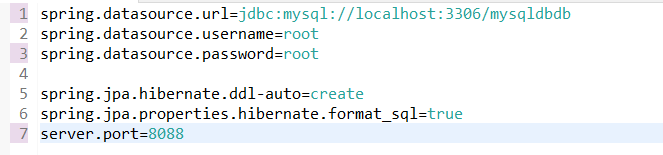 1 spring.datasource.url=jdbc:mysql://localhost:3306/mysqldbdb
2 spring.datasource.username=root
3 spring.datasource.password=root
4
5 spring.jpa.hibernate.ddl-auto=create
6 spring.jpa.properties.hibernate.format_sql=true
7 server.port=8088